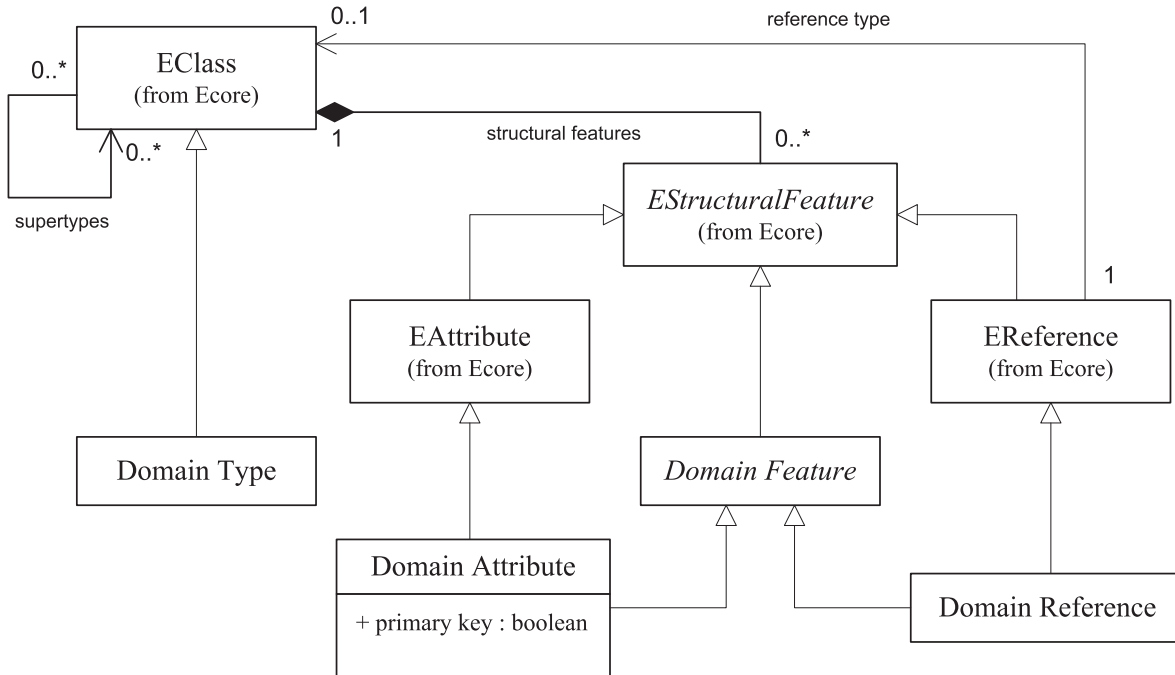 0..1
reference type
EClass
(from Ecore)
0..*
1
structural features
0..*
0..*
supertypes
EStructuralFeature
(from Ecore)
1
EAttribute
(from Ecore)
EReference
(from Ecore)
Domain Type
Domain Feature
Domain Attribute
+ primary key : boolean
Domain Reference